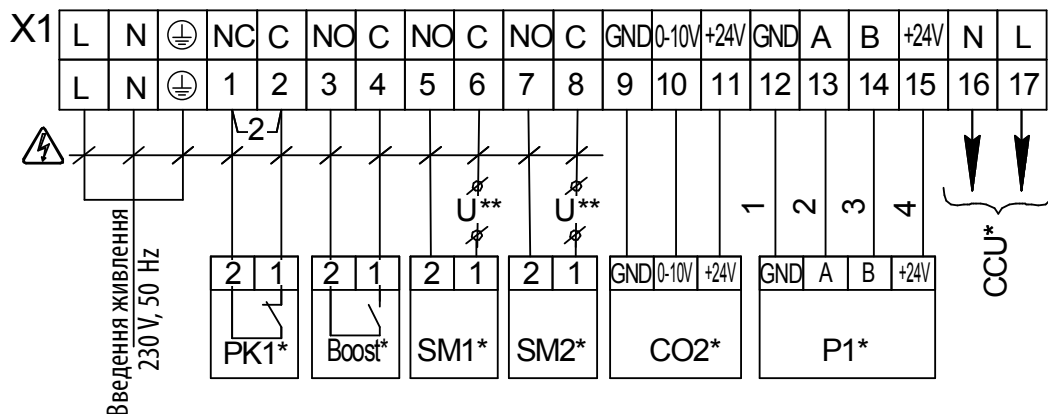 X1 L N NC C NO C NO C NO C GND 0-10V +24V GND A B +24V N L
L N 1 2 3 4 5 6 7 8 9 10 11 12 13 14 15 16 17
2
U** U**
1 2 3 4
2 1 2 1 2 1 2 1 GND 0-10V +24V GND A B +24V
PK1* Boost* SM1* SM2* CO2* P1*
CCU*
Введення живлення
230 V, 50 Hz